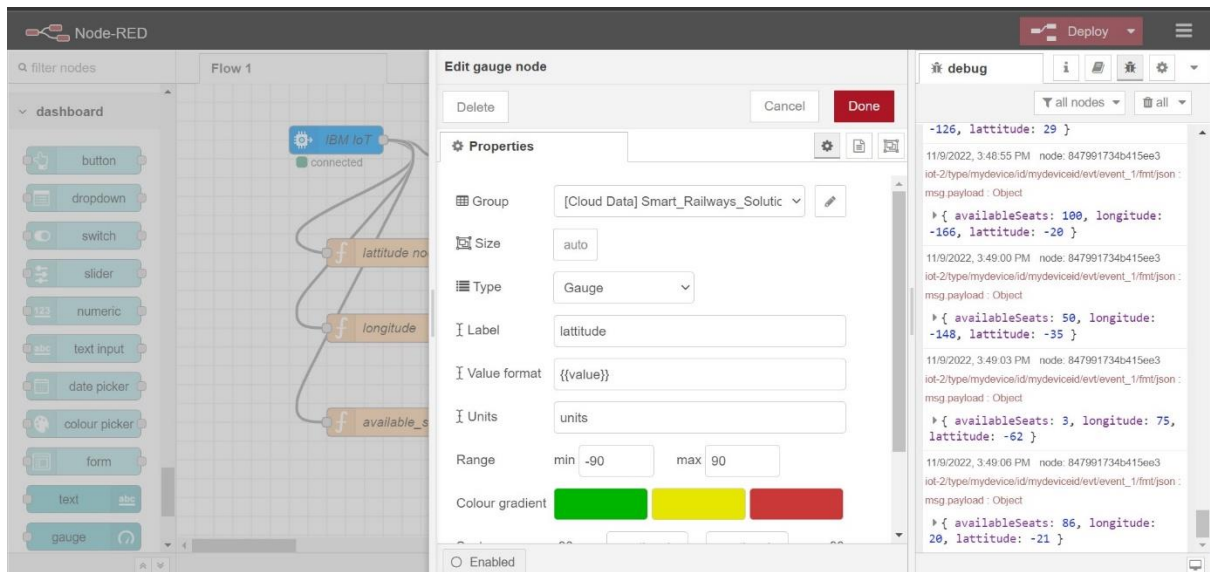 Node-RED
Deploy
filter nodes
dashboard
button
dropdown
switch
slider
123 numeric
abc text input
date picker
colour picker
form
text abc
gauge
Flow 1
IBM IoT
connected
f lattitude no
f longitude
f available_s
Edit gauge node
Delete
Cancel
Done
Properties
Group
[Cloud Data] Smart_Railways_Solutic
Size
auto
Type
Gauge
Label
lattitude
Value format
{{value}}
Units
units
Range
min -90
max 90
Colour gradient
Enabled
debug
i
all nodes
all
-126, lattitude: 29 }
11/9/2022, 3:48:55 PM node: 847991734b415ee3
iot-2/type/mydevice/id/mydeviceid/evt/event_1/fmt/json :
msg.payload : Object
{ availableSeats: 100, longitude:
-166, lattitude: -20 }
11/9/2022, 3:49:00 PM node: 847991734b415ee3
iot-2/type/mydevice/id/mydeviceid/evt/event_1/fmt/json :
msg.payload : Object
{ availableSeats: 50, longitude:
-148, lattitude: -35 }
11/9/2022, 3:49:03 PM node: 847991734b415ee3
iot-2/type/mydevice/id/mydeviceid/evt/event_1/fmt/json :
msg.payload : Object
{ availableSeats: 3, longitude: 75,
lattitude: -62 }
11/9/2022, 3:49:06 PM node: 847991734b415ee3
iot-2/type/mydevice/id/mydeviceid/evt/event_1/fmt/json :
msg.payload : Object
{ availableSeats: 86, longitude:
20, lattitude: -21 }